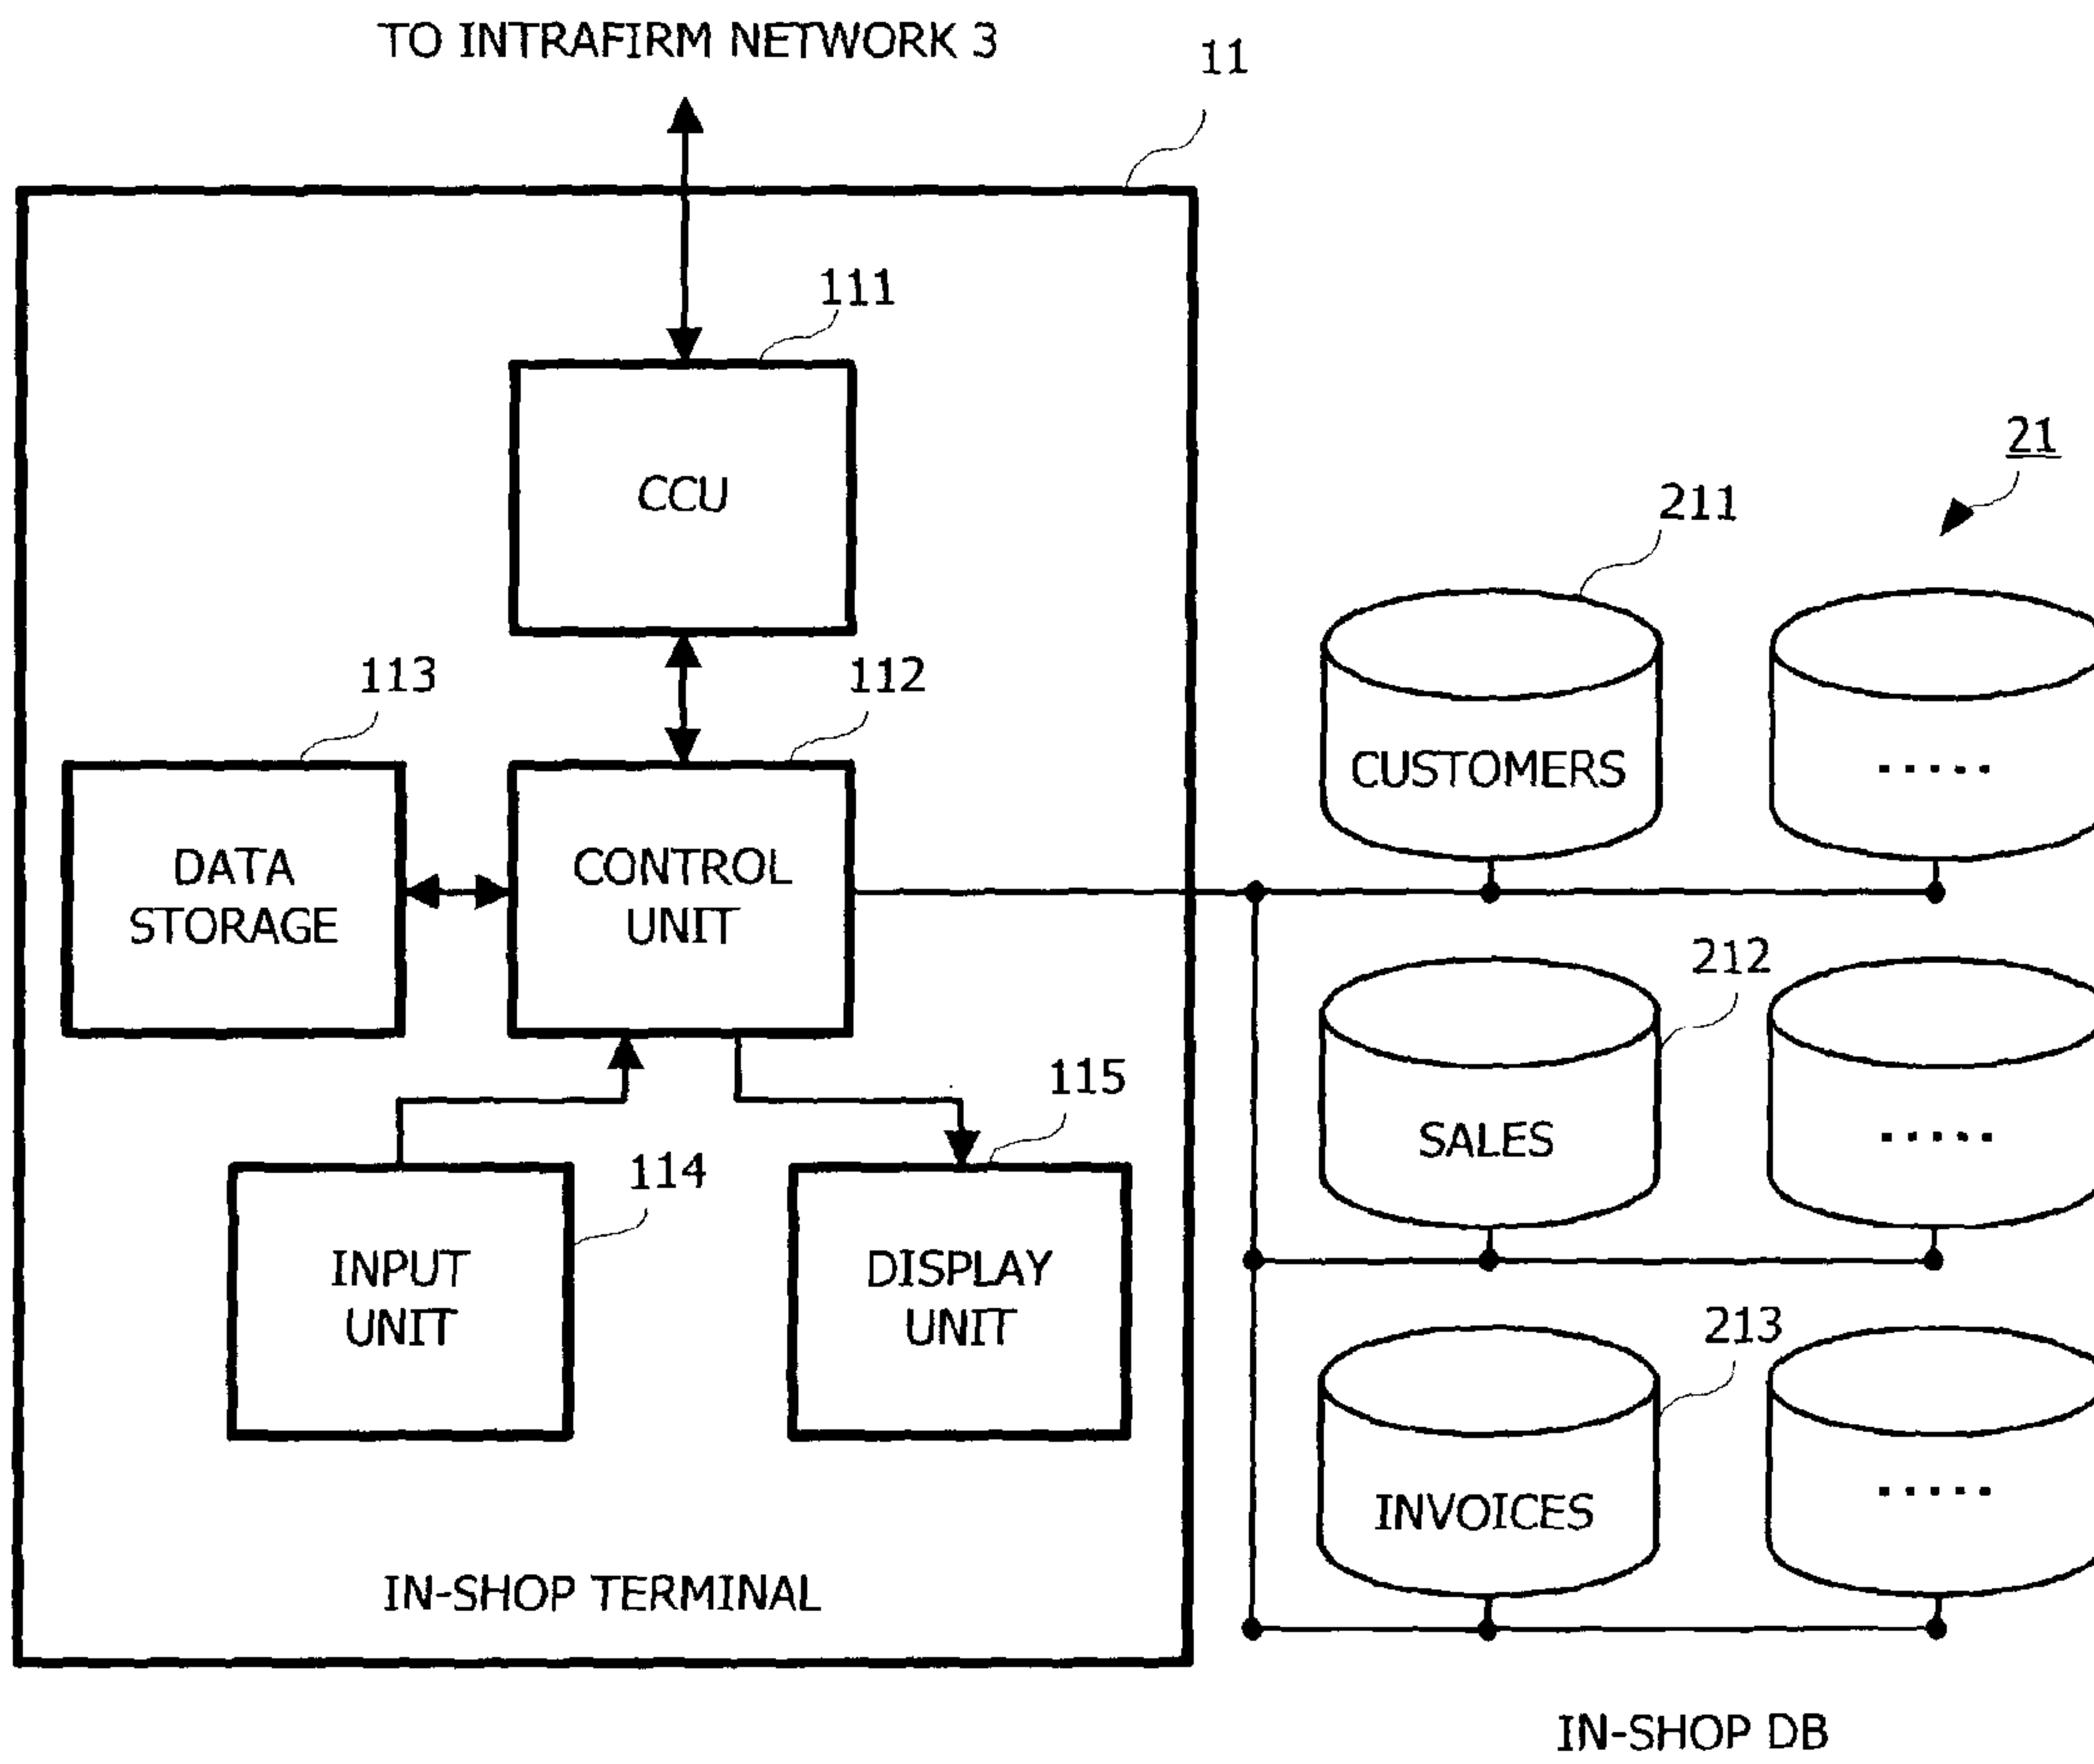 TO INTRAFIRM NETWORK 3
11
111
CCU
21
211
113
112
CUSTOMERS
.....
DATA
STORAGE
CONTROL
UNIT
212
115
SALES
.....
114
INPUT
UNIT
DISPLAY
UNIT
213
INVOICES
.....
IN-SHOP TERMINAL
IN-SHOP DB